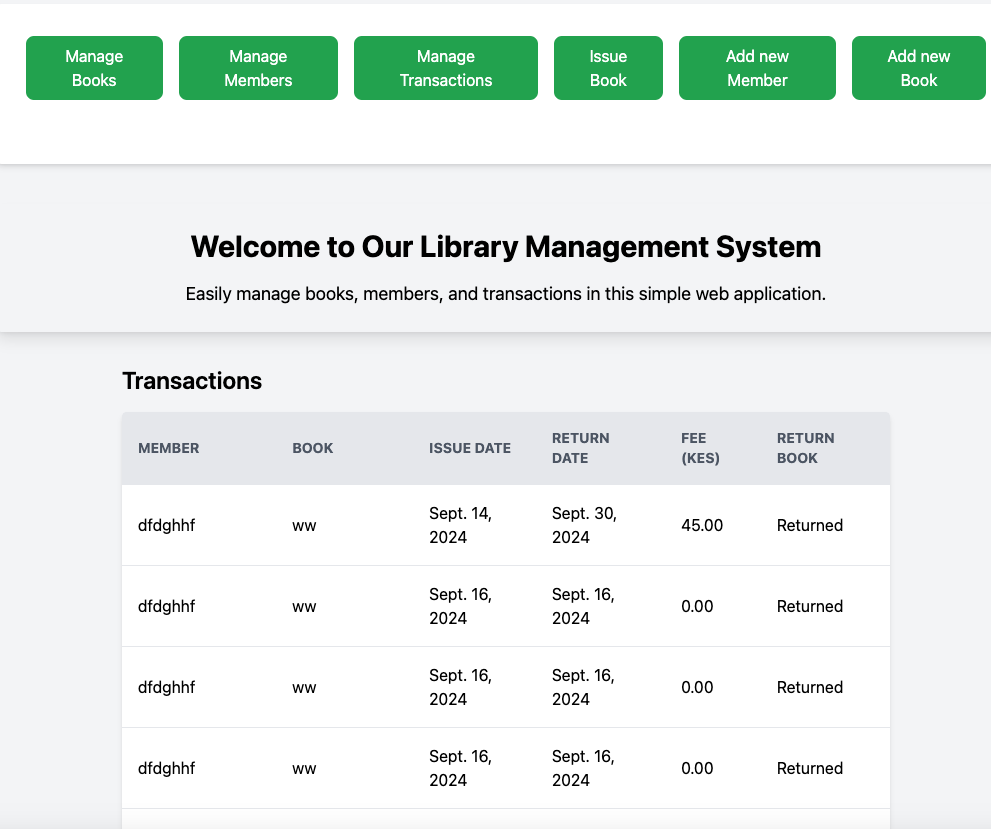 Manage Books
Manage Members
Manage Transactions
Issue Book
Add new Member
Add new Book
Welcome to Our Library Management System
Easily manage books, members, and transactions in this simple web application.
Transactions
MEMBER BOOK ISSUE DATE RETURN DATE FEE (KES) RETURN BOOK
dfdghhf ww Sept. 14, 2024 Sept. 30, 2024 45.00 Returned
dfdghhf ww Sept. 16, 2024 Sept. 16, 2024 0.00 Returned
dfdghhf ww Sept. 16, 2024 Sept. 16, 2024 0.00 Returned
dfdghhf ww Sept. 16, 2024 Sept. 16, 2024 0.00 Returned